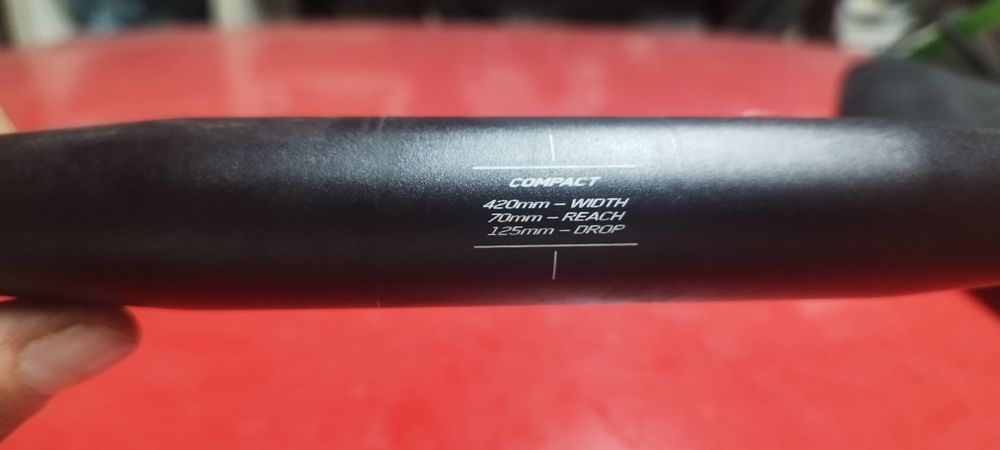 COMPACT
420mm – WIDTH
70mm – REACH
125mm – DROP